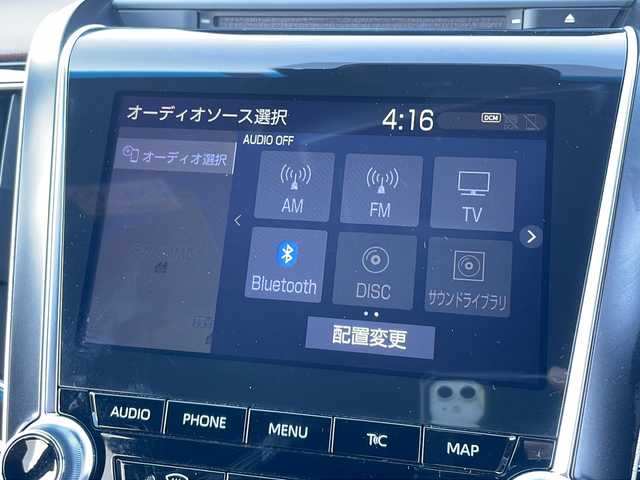 オーディオソース選択
4:16
DCM
オーディオ選択
AUDIO OFF
AM
FM
TV
Bluetooth
DISC
サウンドライブラリ
配置変更
AUDIO
PHONE
MENU
T℃
MAP